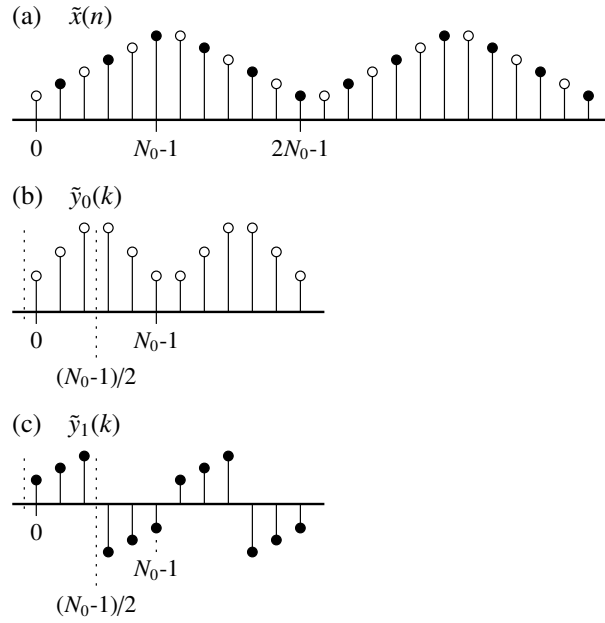 (a) x̃(n)
0 N₀-1 2N₀-1
(b) ỹ₀(k)
0 N₀-1
(N₀-1)/2
(c) ỹ₁(k)
0
N₀-1
(N₀-1)/2